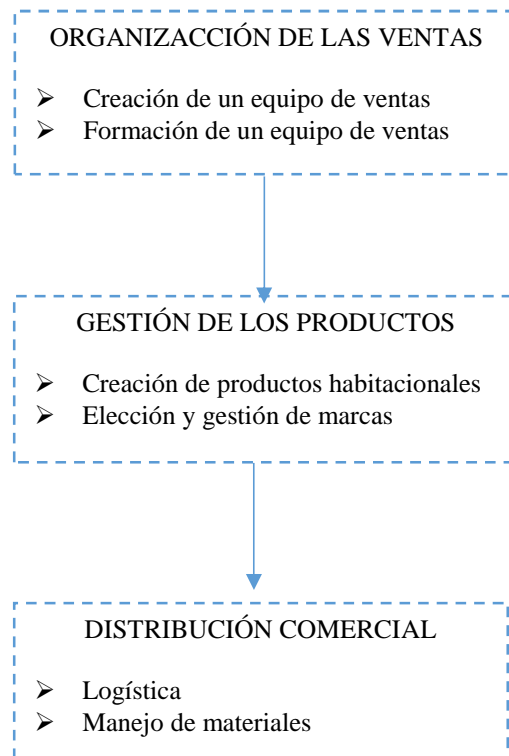 ORGANIZACCIÓN DE LAS VENTAS
➢ Creación de un equipo de ventas
➢ Formación de un equipo de ventas
GESTIÓN DE LOS PRODUCTOS
➢ Creación de productos habitacionales
➢ Elección y gestión de marcas
DISTRIBUCIÓN COMERCIAL
➢ Logística
➢ Manejo de materiales